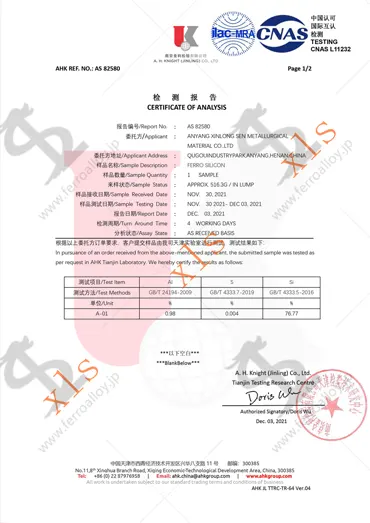 ilac-MRA
CNAS
中国认可
国际互认
检测
TESTING
CNAS L11232
A. H. KNIGHT (JINLING) CO., LTD
AHK REF. NO.: AS 82580
Page 1/2
检 测 报 告
CERTIFICATE OF ANALYSIS
报告编号/Report No. : AS 82580
委托方/Applicant : ANYANG XINLONG SEN METALLURGICAL
MATERIAL CO.,LTD
委托方地址/Applicant Address : QUGOUINDUSTRYPARK,ANYANG,HENAN,CHINA
样品名称/Sample Description : FERRO SILICON
样品数量/Sample Quantity : 1 SAMPLE
来样状态/Sample Status : APPROX. 516.3G / IN LUMP
样品接收日期/Sample Received Date : NOV. 30, 2021
样品测试日期/Sample Testing Date : NOV. 30 2021- DEC 03, 2021
报告日期/Report Date : DEC. 03, 2021
检测周期/Turn Around Time : 4 WORKING DAYS
分析状态/Assay State : AS RECEIVED BASIS
根据以上委托方订单要求, 客户提交样品由我司天津实验室进行测试, 测试结果如下:
In pursuance of an order received from the above-mentioned applicant, the submitted sample was tested as
per request in AHK Tianjin Laboratory. We hereby certify the results as follows:
测试项目/Test Item Al S Si
测试方法/Test Methods GB/T 24194-2009 GB/T 4333.7-2019 GB/T 4333.5-2016
单位/Unit % % %
A-01 0.98 0.004 76.77
***以下空白***
***BlankBelow***
A. H. Knight (Jinling) Co., Ltd.
Tianjin Testing Research Centre
Doris Wu
Authorized Signatory/Doris Wu
Dec. 03, 2021
中国天津市西青经济技术开发区兴华八支路 11 号 邮编: 300385
No.11,8th Xinghua Branch Road, Xiqing Economic-Technological Development Area, China, 300385
Tel: +86 (0) 22 87976958 | Email: ahk.china@ahkgroup.com | www.ahkgroup.com
All work is undertaken subject to our standard trading terms and conditions of business
AHK JL TTRC-TR-64 Ver.04
xls
www.ferroalloy.jp